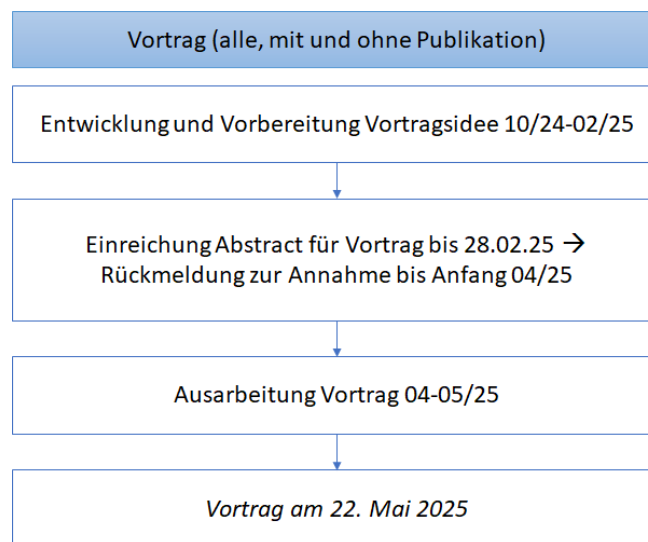 Vortrag (alle, mit und ohne Publikation)
Entwicklung und Vorbereitung Vortragsidee 10/24-02/25
Einreichung Abstract für Vortrag bis 28.02.25 →
Rückmeldung zur Annahme bis Anfang 04/25
Ausarbeitung Vortrag 04-05/25
Vortrag am 22. Mai 2025